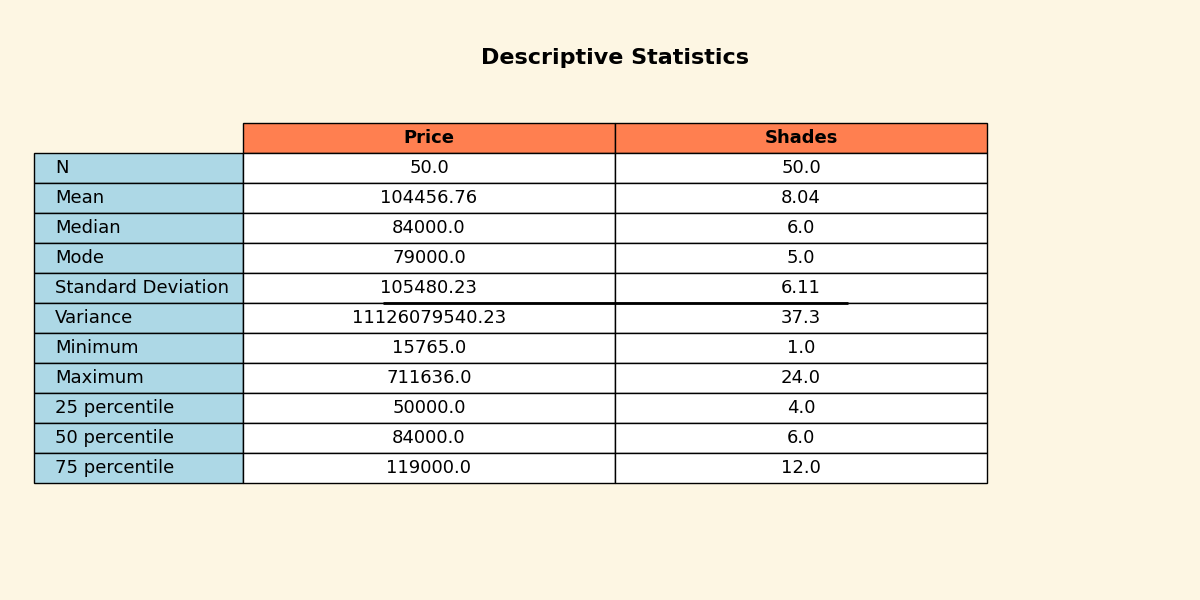 Descriptive Statistics
Price Shades
N 50.0 50.0
Mean 104456.76 8.04
Median 84000.0 6.0
Mode 79000.0 5.0
Standard Deviation 105480.23 6.11
Variance 11126079540.23 37.3
Minimum 15765.0 1.0
Maximum 711636.0 24.0
25 percentile 50000.0 4.0
50 percentile 84000.0 6.0
75 percentile 119000.0 12.0